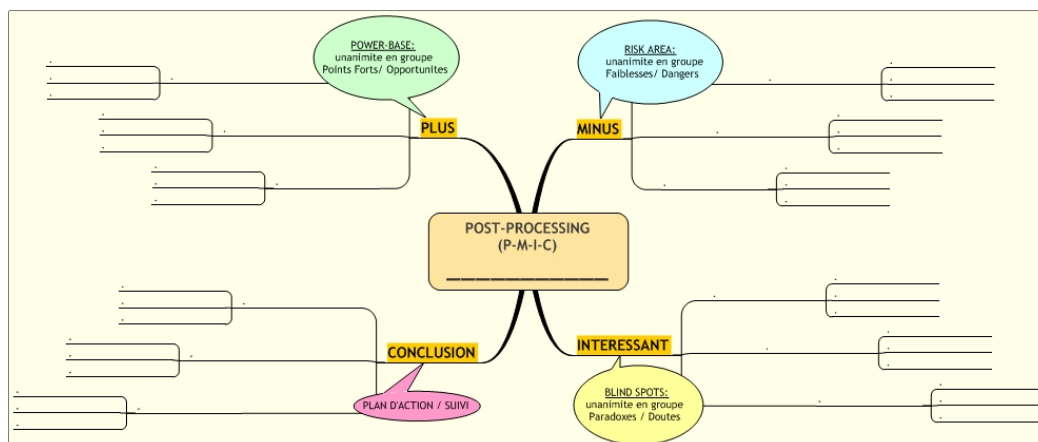 POWER-BASE:
unanimite en groupe
Points Forts/ Opportunites
PLUS
RISK AREA:
unanimite en groupe
Faiblesses/ Dangers
MINUS
POST-PROCESSING
(P-M-I-C)
____________
CONCLUSION
PLAN D'ACTION / SUIVI
INTERESSANT
BLIND SPOTS:
unanimite en groupe
Paradoxes / Doutes